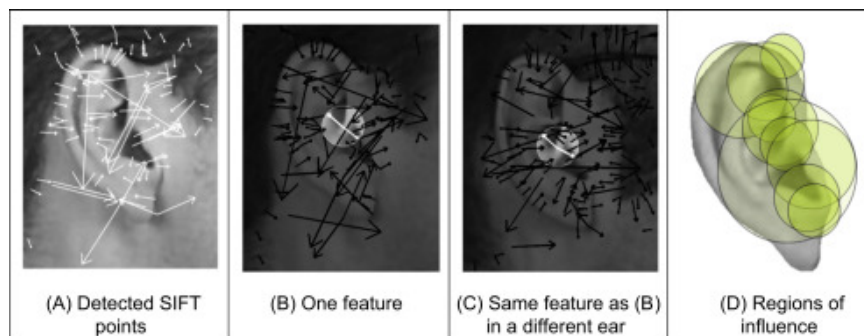 (A) Detected SIFT
points
(B) One feature
(C) Same feature as (B)
in a different ear
(D) Regions of
influence